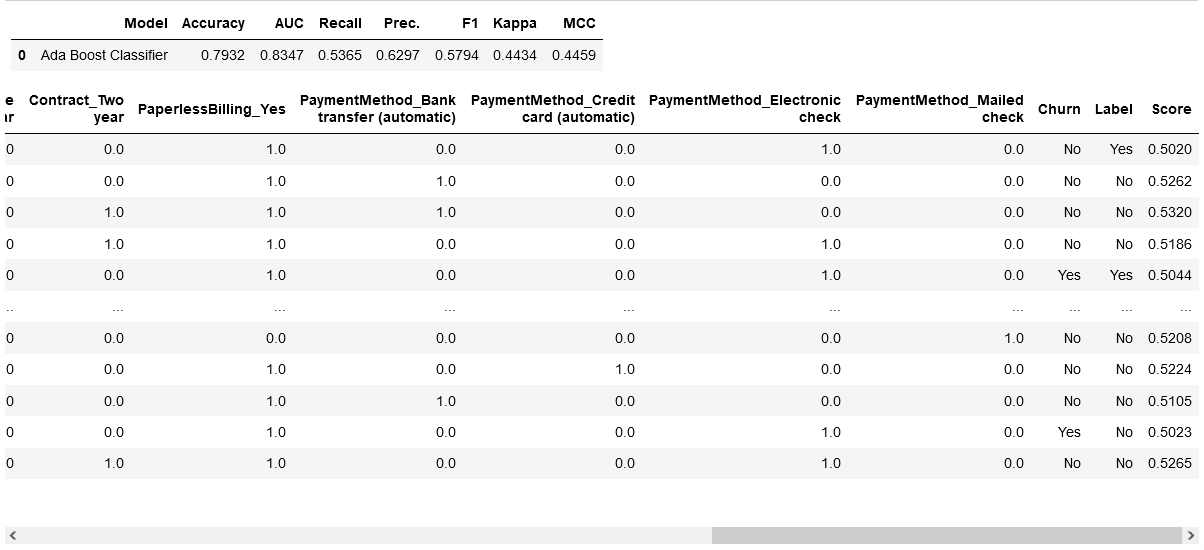 Model Accuracy AUC Recall Prec. F1 Kappa MCC
0 Ada Boost Classifier 0.7932 0.8347 0.5365 0.6297 0.5794 0.4434 0.4459
e Contract_Two PaymentMethod_Bank PaymentMethod_Credit PaymentMethod_Electronic PaymentMethod_Mailed
ar year PaperlessBilling_Yes transfer (automatic) card (automatic) check check Churn Label Score
0 0.0 1.0 0.0 0.0 1.0 0.0 No Yes 0.5020
0 0.0 1.0 1.0 0.0 0.0 0.0 No No 0.5262
0 1.0 1.0 1.0 0.0 0.0 0.0 No No 0.5320
0 1.0 1.0 0.0 0.0 1.0 0.0 No No 0.5186
0 0.0 1.0 0.0 0.0 1.0 0.0 Yes Yes 0.5044
.. ... ... ... ... ... ... ... ... ...
0 0.0 0.0 0.0 0.0 0.0 1.0 No No 0.5208
0 0.0 1.0 0.0 1.0 0.0 0.0 No No 0.5224
0 0.0 1.0 1.0 0.0 0.0 0.0 No No 0.5105
0 0.0 1.0 0.0 0.0 1.0 0.0 Yes No 0.5023
0 1.0 1.0 0.0 0.0 1.0 0.0 No No 0.5265